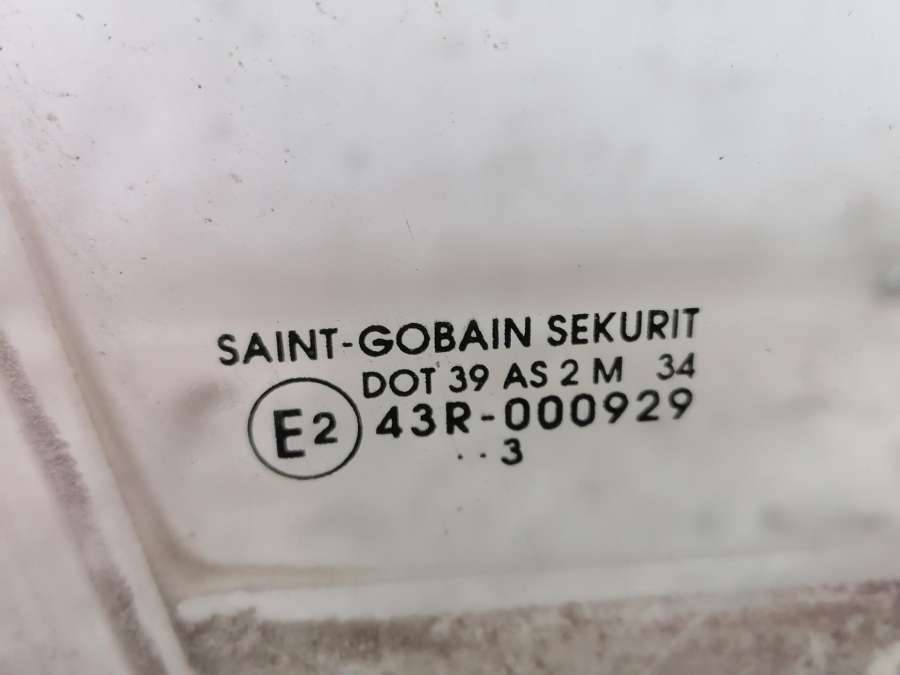 SAINT-GOBAIN SEKURIT
DOT 39 AS 2 M 34
E2 43R-000929
. . 3